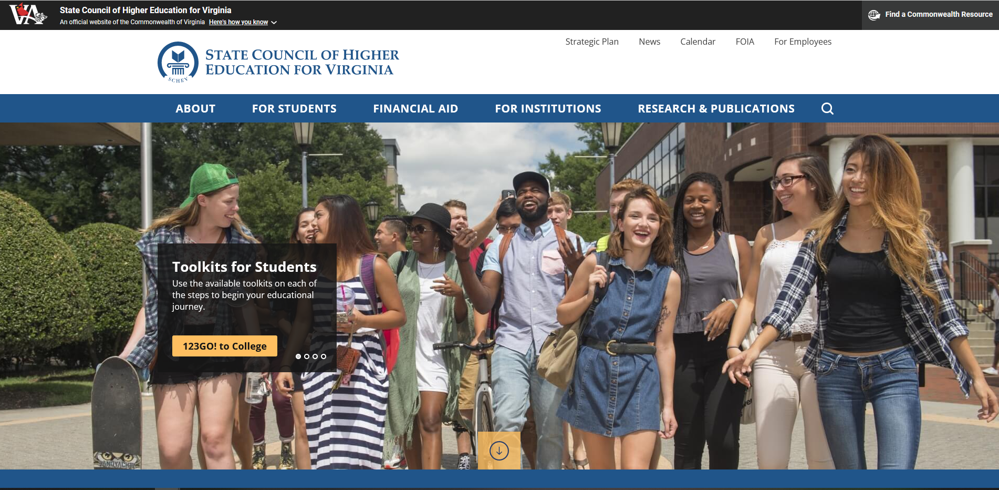 VA
State Council of Higher Education for Virginia
An official website of the Commonwealth of Virginia Here's how you know
Find a Commonwealth Resource
Strategic Plan News Calendar FOIA For Employees
STATE COUNCIL OF HIGHER
EDUCATION FOR VIRGINIA
SCHEV
ABOUT FOR STUDENTS FINANCIAL AID FOR INSTITUTIONS RESEARCH & PUBLICATIONS
Toolkits for Students
Use the available toolkits on each of
the steps to begin your educational
journey.
123GO! to College